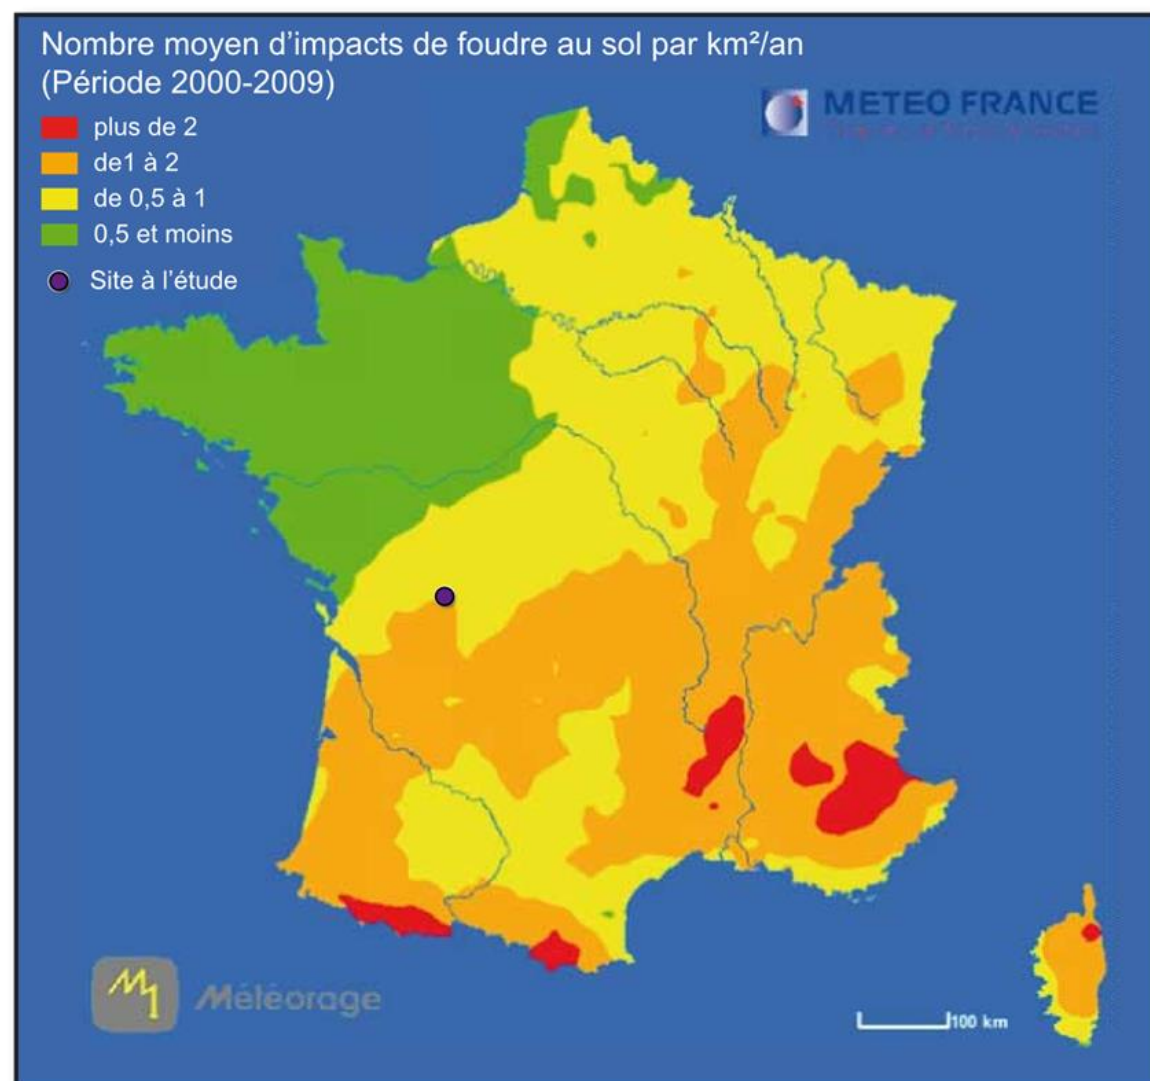 Nombre moyen d’impacts de foudre au sol par km²/an
(Période 2000-2009)
plus de 2
de1 à 2
de 0,5 à 1
0,5 et moins
Site à l’étude
METEO FRANCE
Météorage
100 km